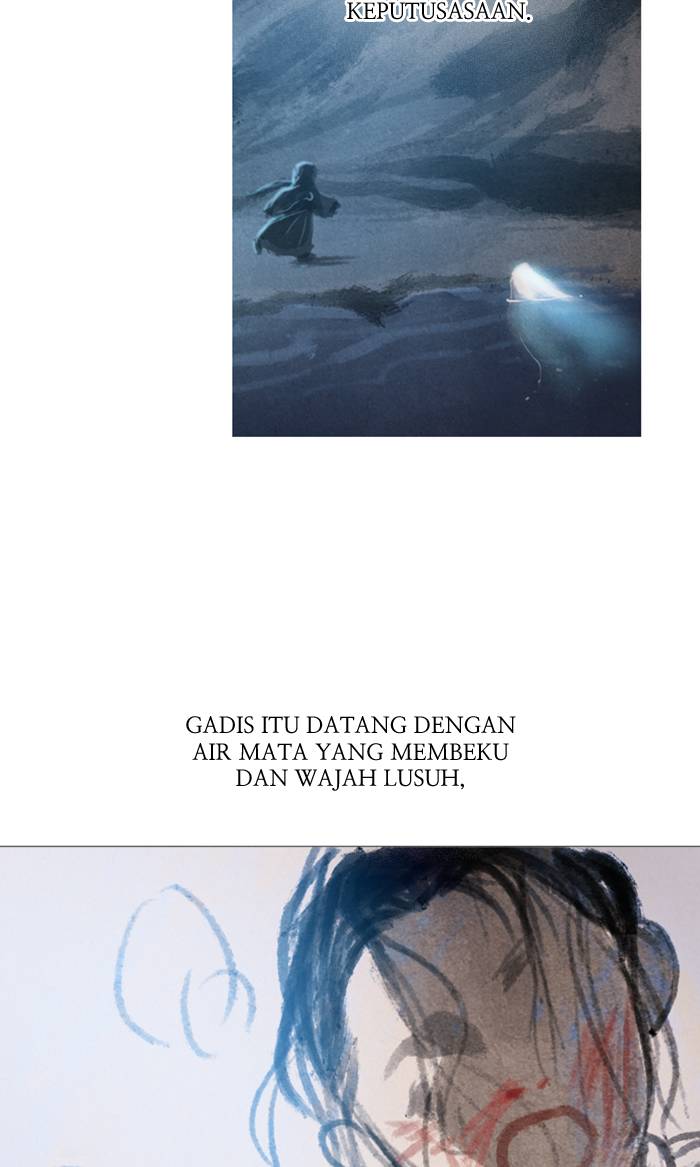 KEPUTUSASAAN.
GADIS ITU DATANG DENGAN
AIR MATA YANG MEMBEKU
DAN WAJAH LUSUH,